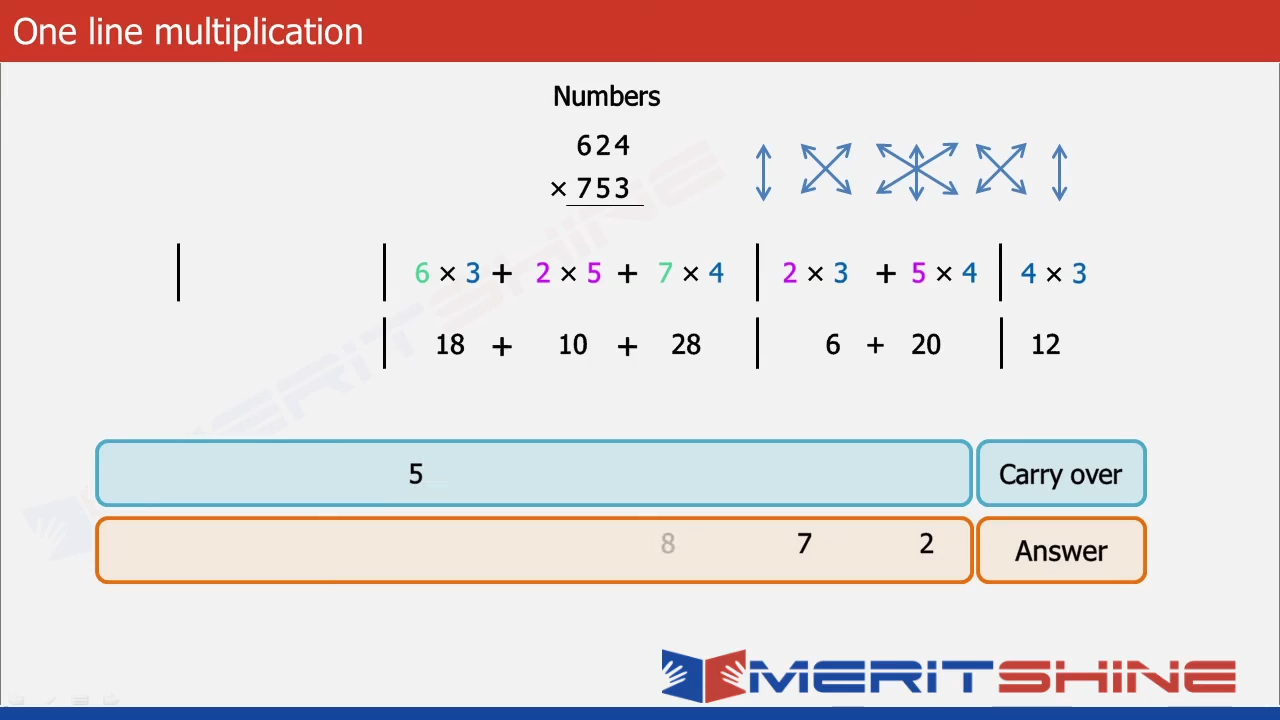 One line multiplication
Numbers
624
× 753
6 × 3 + 2 × 5 + 7 × 4 | 2 × 3 + 5 × 4 | 4 × 3
18 + 10 + 28 | 6 + 20 | 12
5 Carry over
8 7 2 Answer
MERITSHINE
MERITSHINE